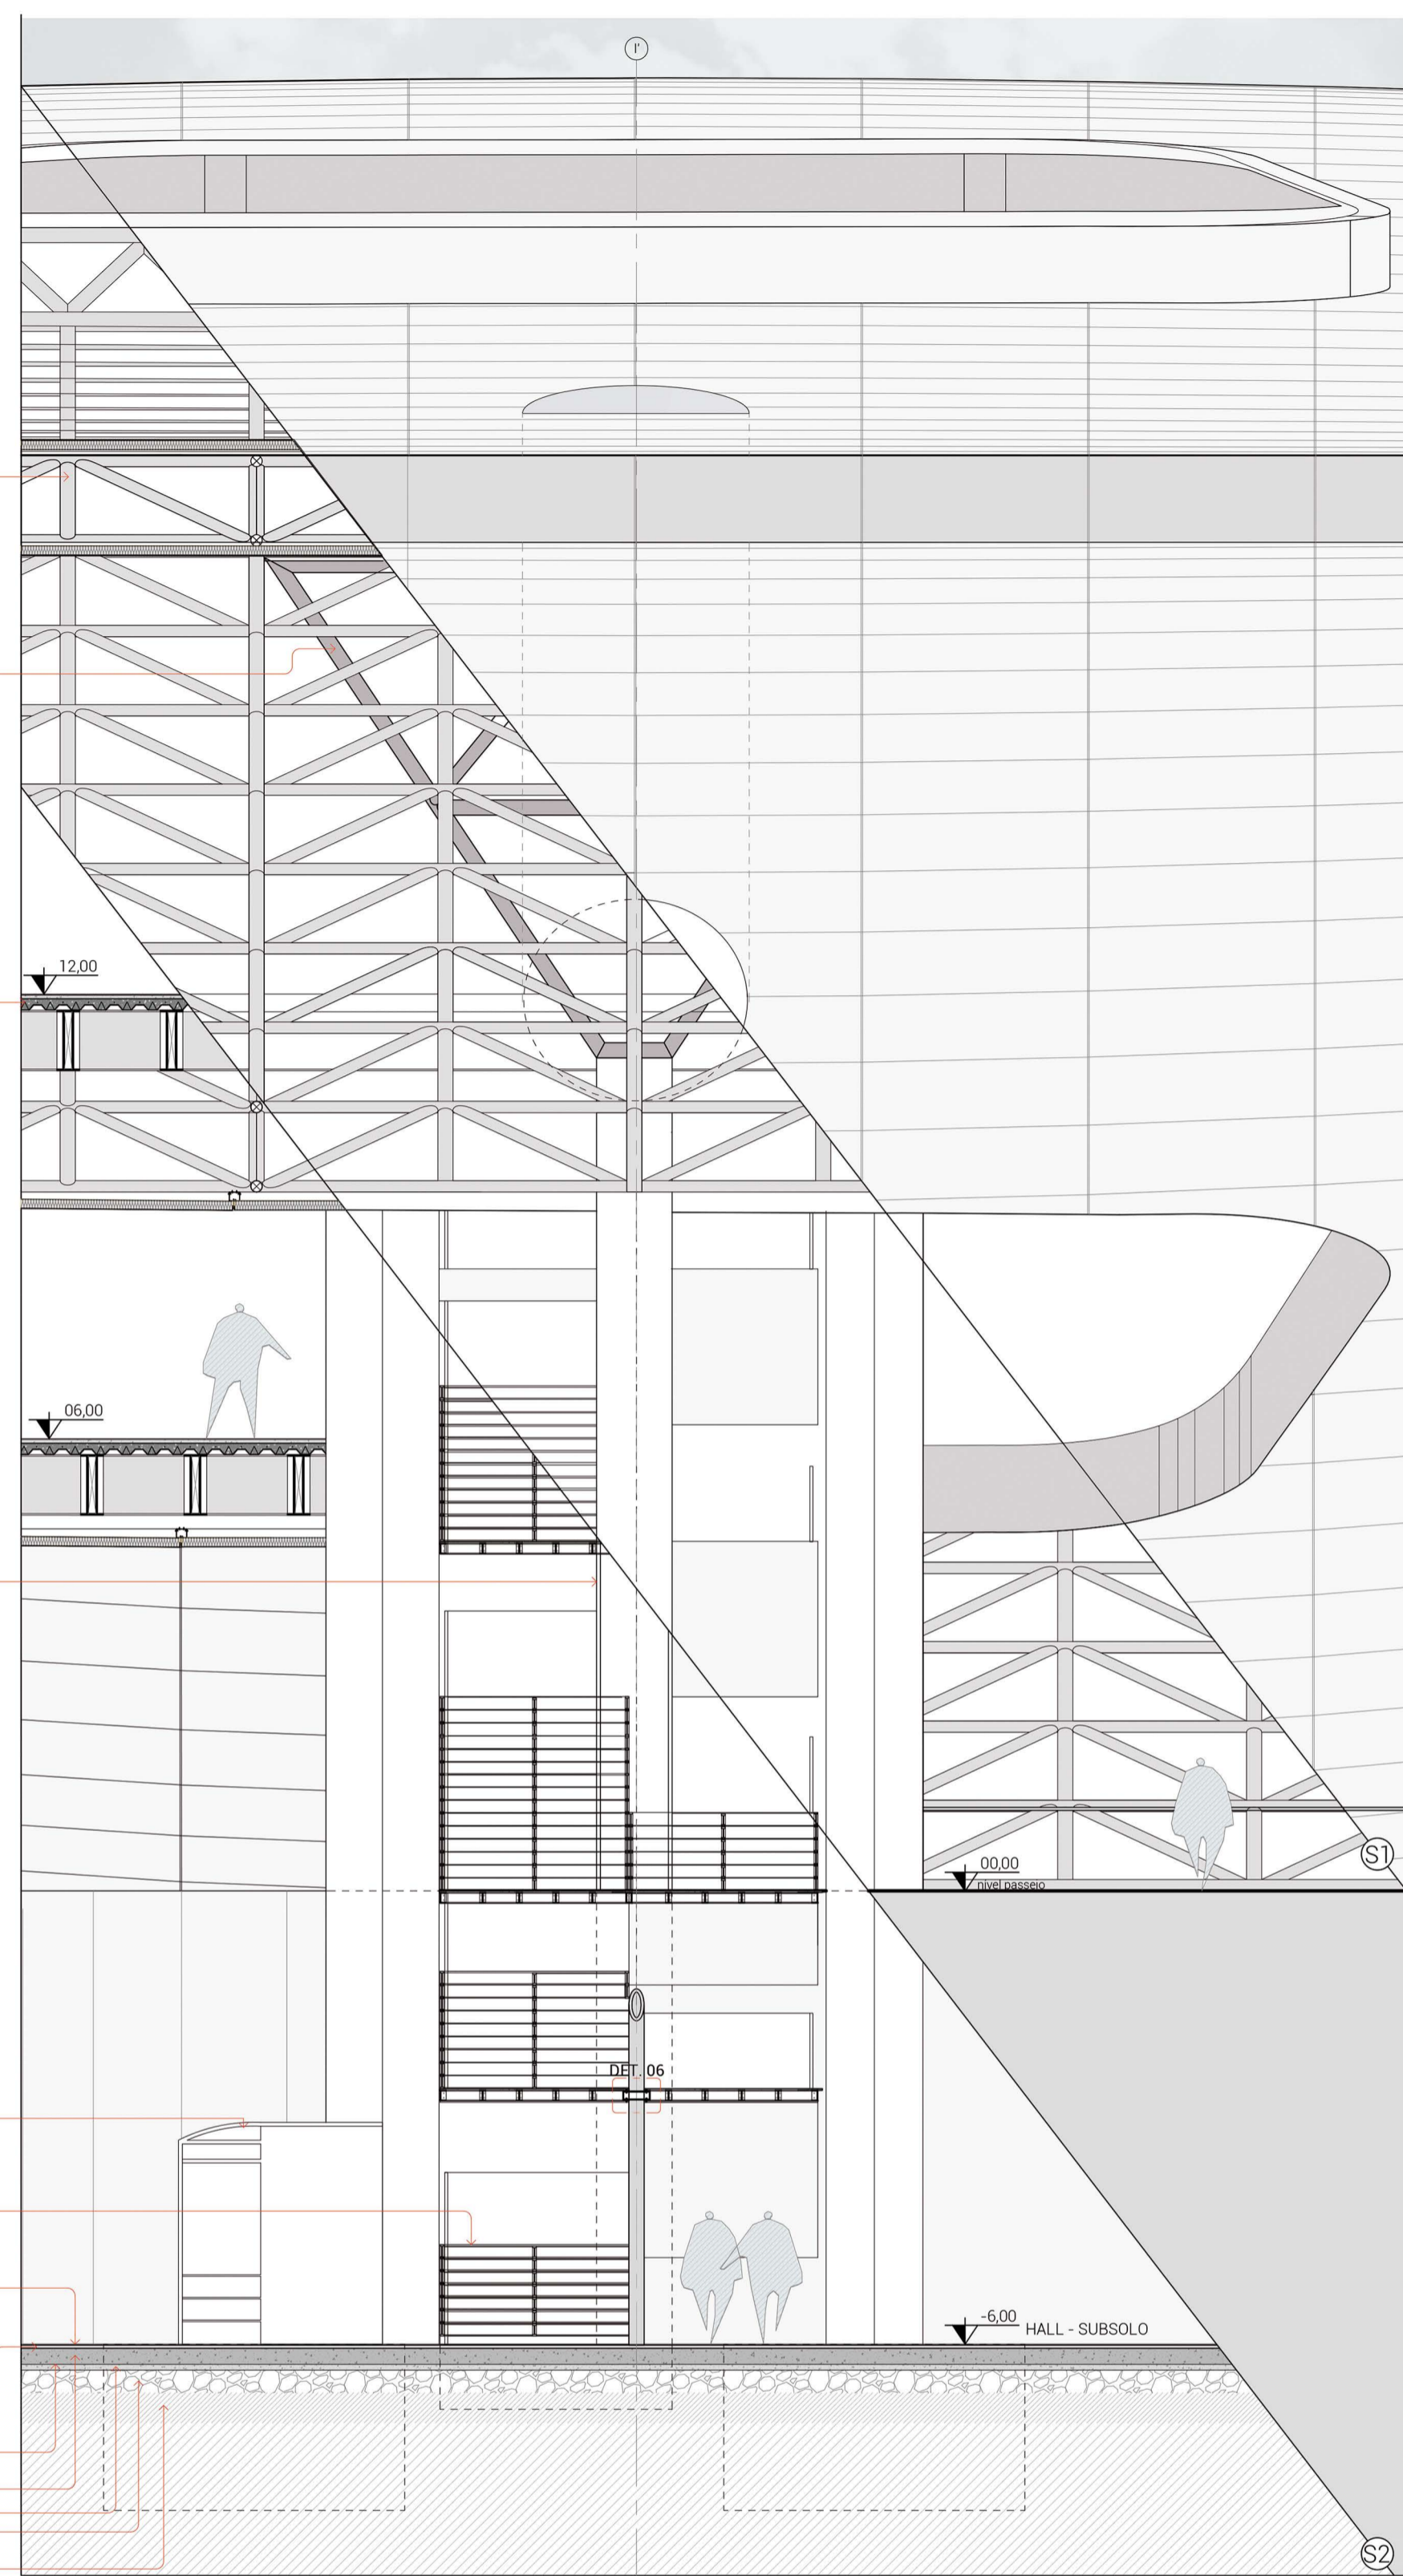 I'
12,00
06,00
00,00
nível passeio
S1
DET. 06
-6,00
HALL - SUBSOLO
S2